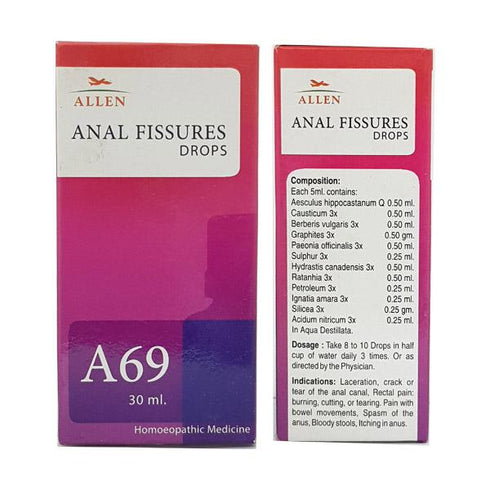 ALLEN
ANAL FISSURES
DROPS
A69
30 ml.
Homoeopathic Medicine
ALLEN
ANAL FISSURES
DROPS
Composition:
Each 5ml. contains:
Aesculus hippocastanum Q 0.50 ml.
Causticum 3x 0.50 ml.
Berberis vulgaris 3x 0.50 ml.
Graphites 3x 0.50 gm.
Paeonia officinalis 3x 0.50 ml.
Sulphur 3x 0.25 ml.
Hydrastis canadensis 3x 0.50 ml.
Ratanhia 3x 0.50 ml.
Petroleum 3x 0.25 ml.
Ignatia amara 3x 0.25 ml.
Silicea 3x 0.25 gm.
Acidum nitricum 3x 0.25 ml.
In Aqua Destillata.
Dosage : Take 8 to 10 Drops in half
cup of water daily 3 times. Or as
directed by the Physician.
Indications: Laceration, crack or
tear of the anal canal, Rectal pain:
burning, cutting, or tearing. Pain with
bowel movements, Spasm of the
anus, Bloody stools, Itching in anus.